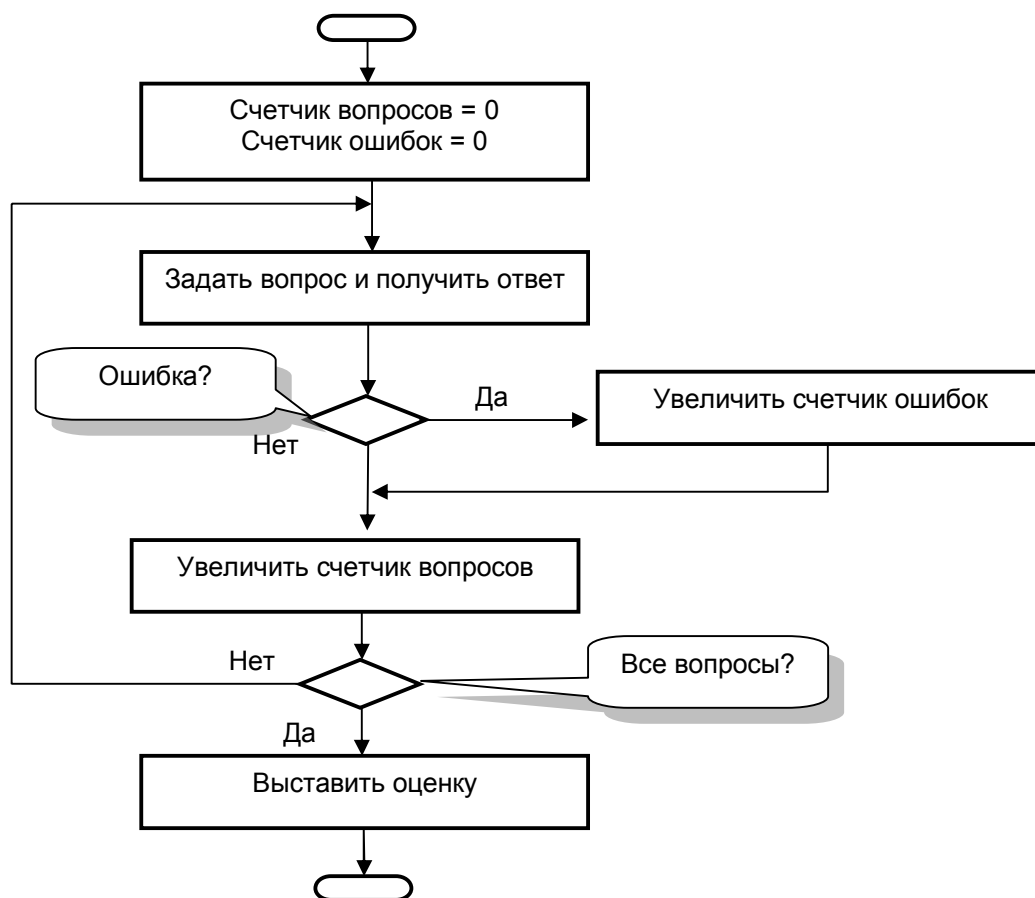 Счетчик вопросов = 0
Счетчик ошибок = 0
Задать вопрос и получить ответ
Ошибка?
Да
Увеличить счетчик ошибок
Нет
Увеличить счетчик вопросов
Нет
Все вопросы?
Да
Выставить оценку